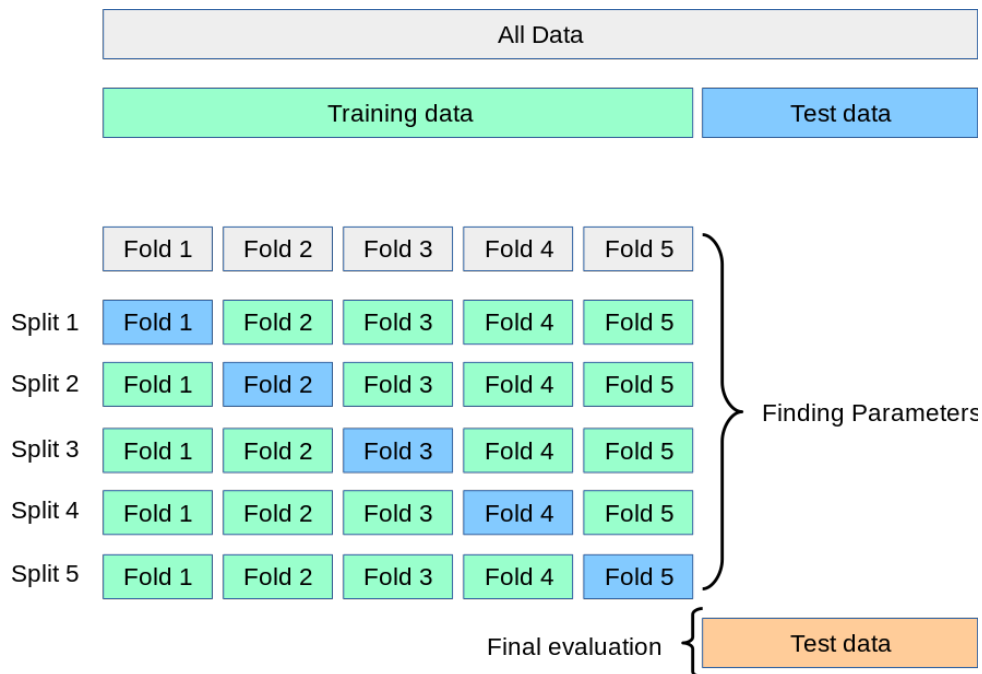 All Data
Training data Test data
Fold 1 Fold 2 Fold 3 Fold 4 Fold 5
Split 1 Fold 1 Fold 2 Fold 3 Fold 4 Fold 5
Split 2 Fold 1 Fold 2 Fold 3 Fold 4 Fold 5
Finding Parameters
Split 3 Fold 1 Fold 2 Fold 3 Fold 4 Fold 5
Split 4 Fold 1 Fold 2 Fold 3 Fold 4 Fold 5
Split 5 Fold 1 Fold 2 Fold 3 Fold 4 Fold 5
Final evaluation Test data